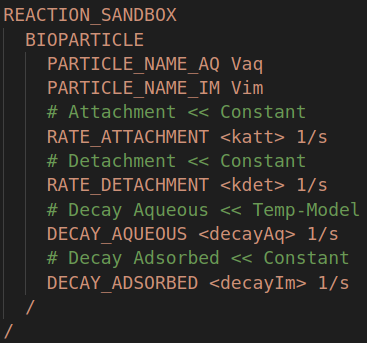 REACTION_SANDBOX
BIOPARTICLE
PARTICLE_NAME_AQ Vaq
PARTICLE_NAME_IM Vim
# Attachment << Constant
RATE_ATTACHMENT <katt> 1/s
# Detachment << Constant
RATE_DETACHMENT <kdet> 1/s
# Decay Aqueous << Temp-Model
DECAY_AQUEOUS <decayAq> 1/s
# Decay Adsorbed << Constant
DECAY_ADSORBED <decayIm> 1/s
/
/